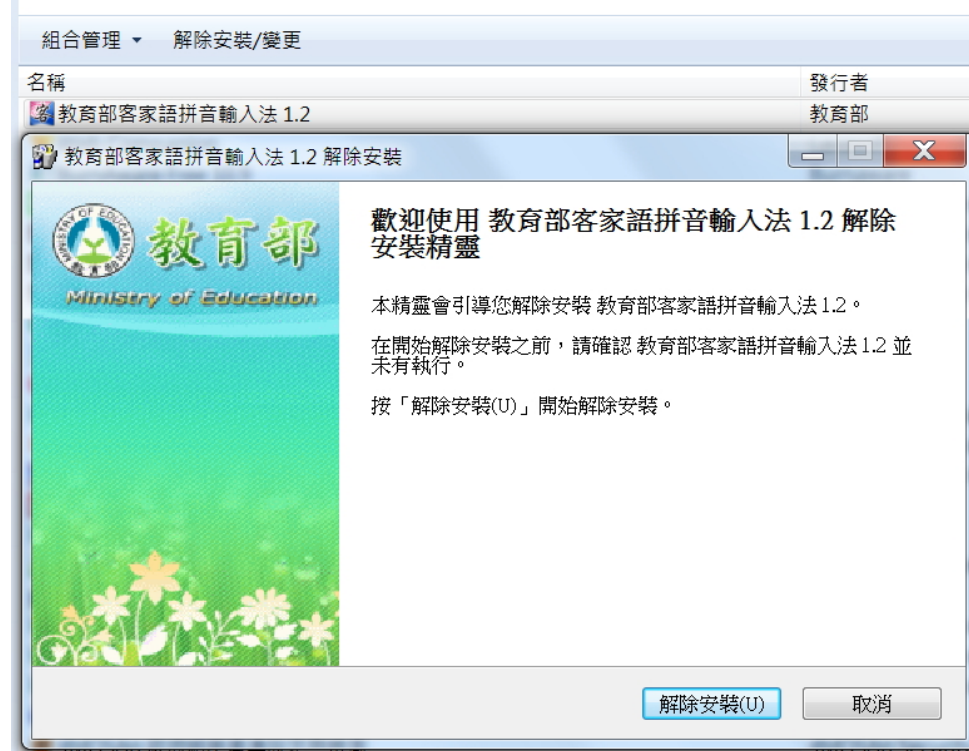 組合管理 解除安裝/變更
名稱 發行者
客 教育部客家語拼音輸入法 1.2 教育部
教育部客家語拼音輸入法 1.2 解除安裝
MINISTRY OF EDUCATION
教育部
教育部
Ministry of Education
歡迎使用 教育部客家語拼音輸入法 1.2 解除
安裝精靈
本精靈會引導您解除安裝 教育部客家語拼音輸入法 1.2。
在開始解除安裝之前，請確認 教育部客家語拼音輸入法 1.2 並
未有執行。
按「解除安裝(U)」開始解除安裝。
解除安裝(U) 取消